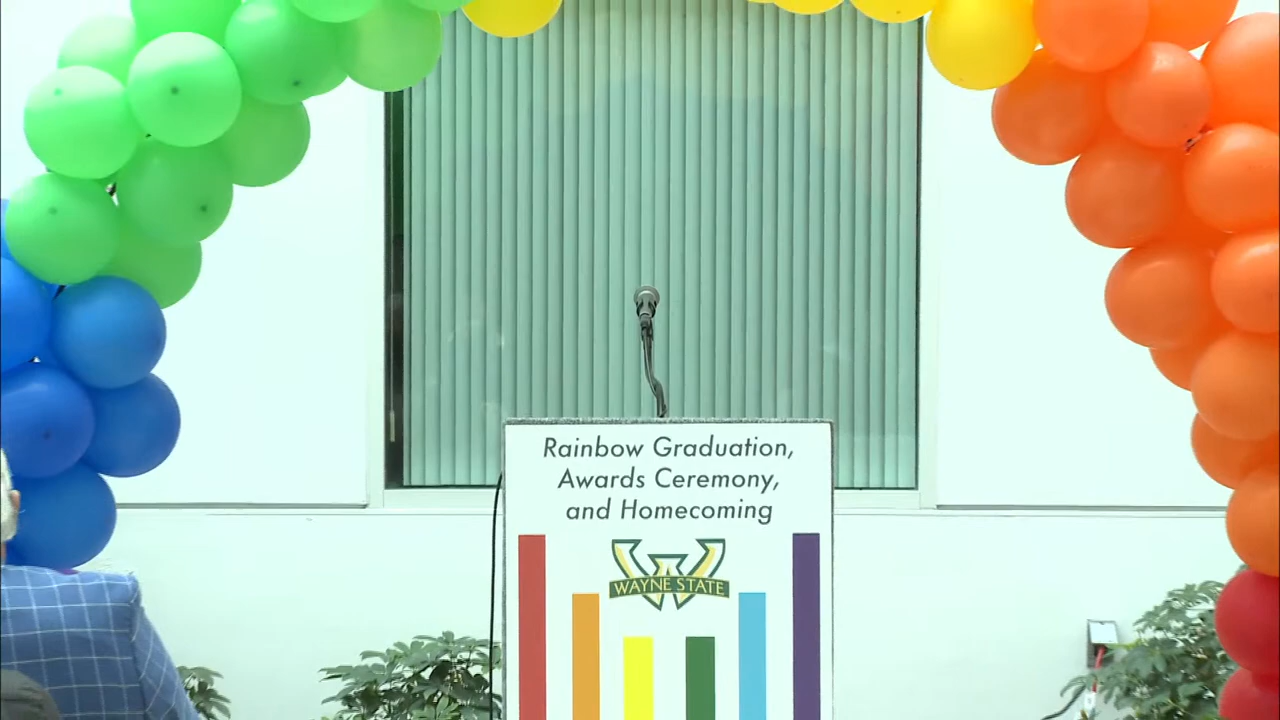 Rainbow Graduation,
Awards Ceremony,
and Homecoming
WAYNE STATE